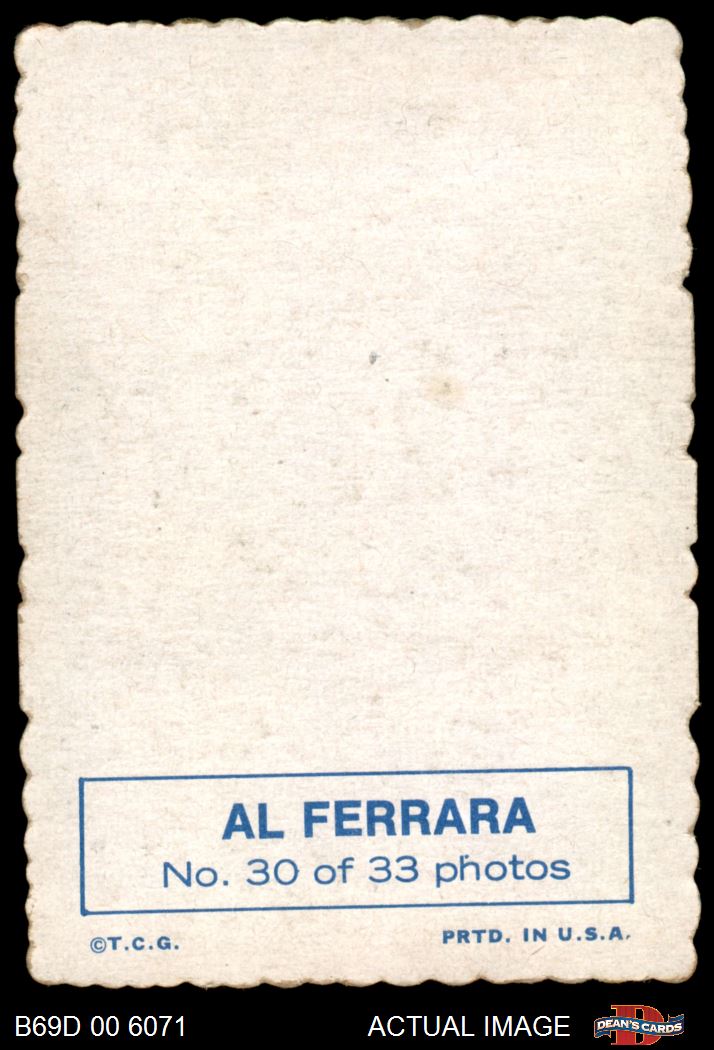 AL FERRARA
No. 30 of 33 photos
©T.C.G. PRTD. IN U.S.A.
B69D 00 6071 ACTUAL IMAGE DEAN'S CARDS